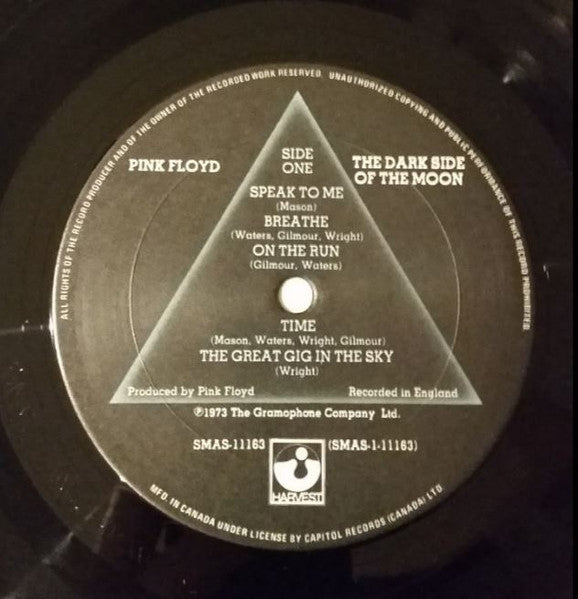 ALL RIGHTS OF THE RECORD PRODUCER AND OF THE OWNER OF THE RECORDED WORK RESERVED. UNAUTHORIZED COPYING AND PUBLIC PERFORMANCE OF THIS RECORD PROHIBITED.
PINK FLOYD
SIDE
ONE
THE DARK SIDE
OF THE MOON
SPEAK TO ME
(Mason)
BREATHE
(Waters, Gilmour, Wright)
ON THE RUN
(Gilmour, Waters)
TIME
(Mason, Waters, Wright, Gilmour)
THE GREAT GIG IN THE SKY
(Wright)
Produced by Pink Floyd
Recorded in England
℗1973 The Gramophone Company Ltd.
SMAS-11163
(SMAS-1-11163)
HARVEST
MFD. IN CANADA UNDER LICENSE BY CAPITOL RECORDS (CANADA) LTD.